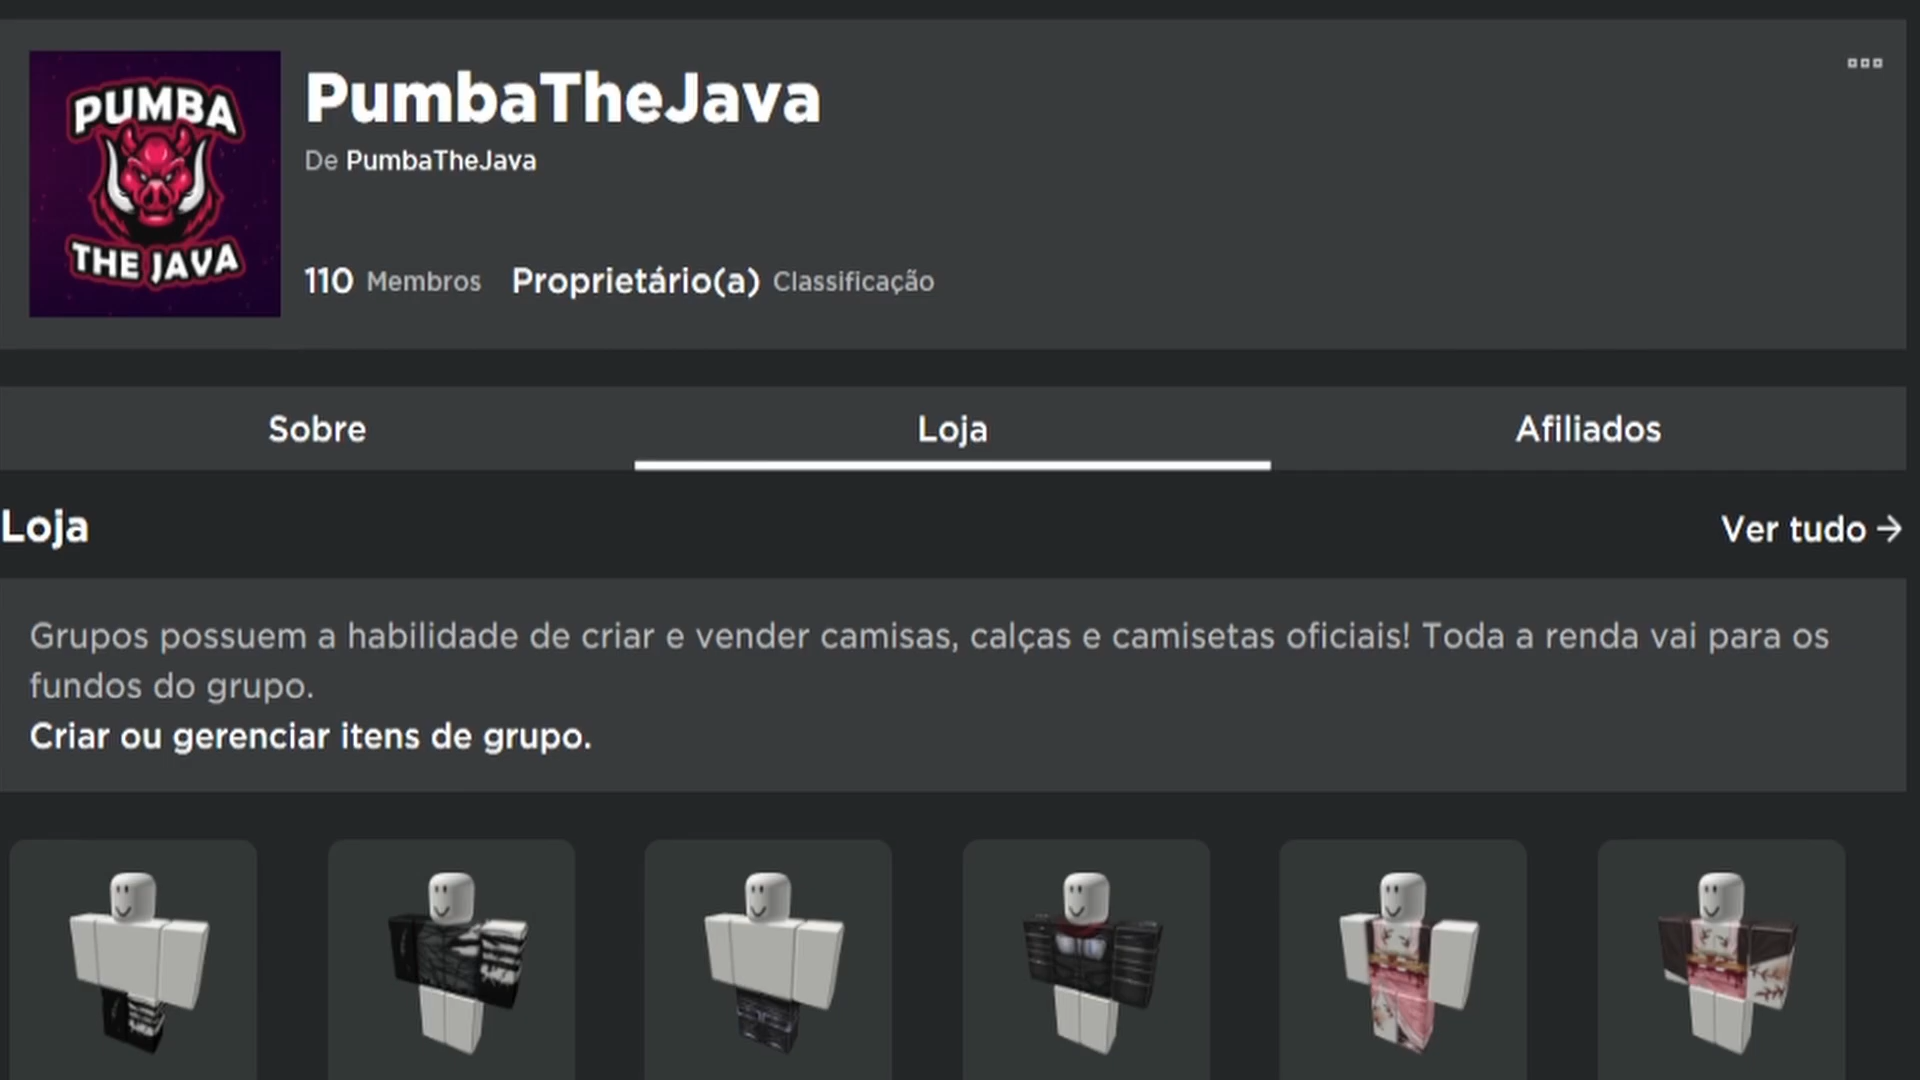 PUMBA
THE JAVA
PumbaTheJava
De PumbaTheJava
110 Membros Proprietário(a) Classificação
Sobre
Loja
Afiliados
Loja
Ver tudo →
Grupos possuem a habilidade de criar e vender camisas, calças e camisetas oficiais! Toda a renda vai para os
fundos do grupo.
Criar ou gerenciar itens de grupo.